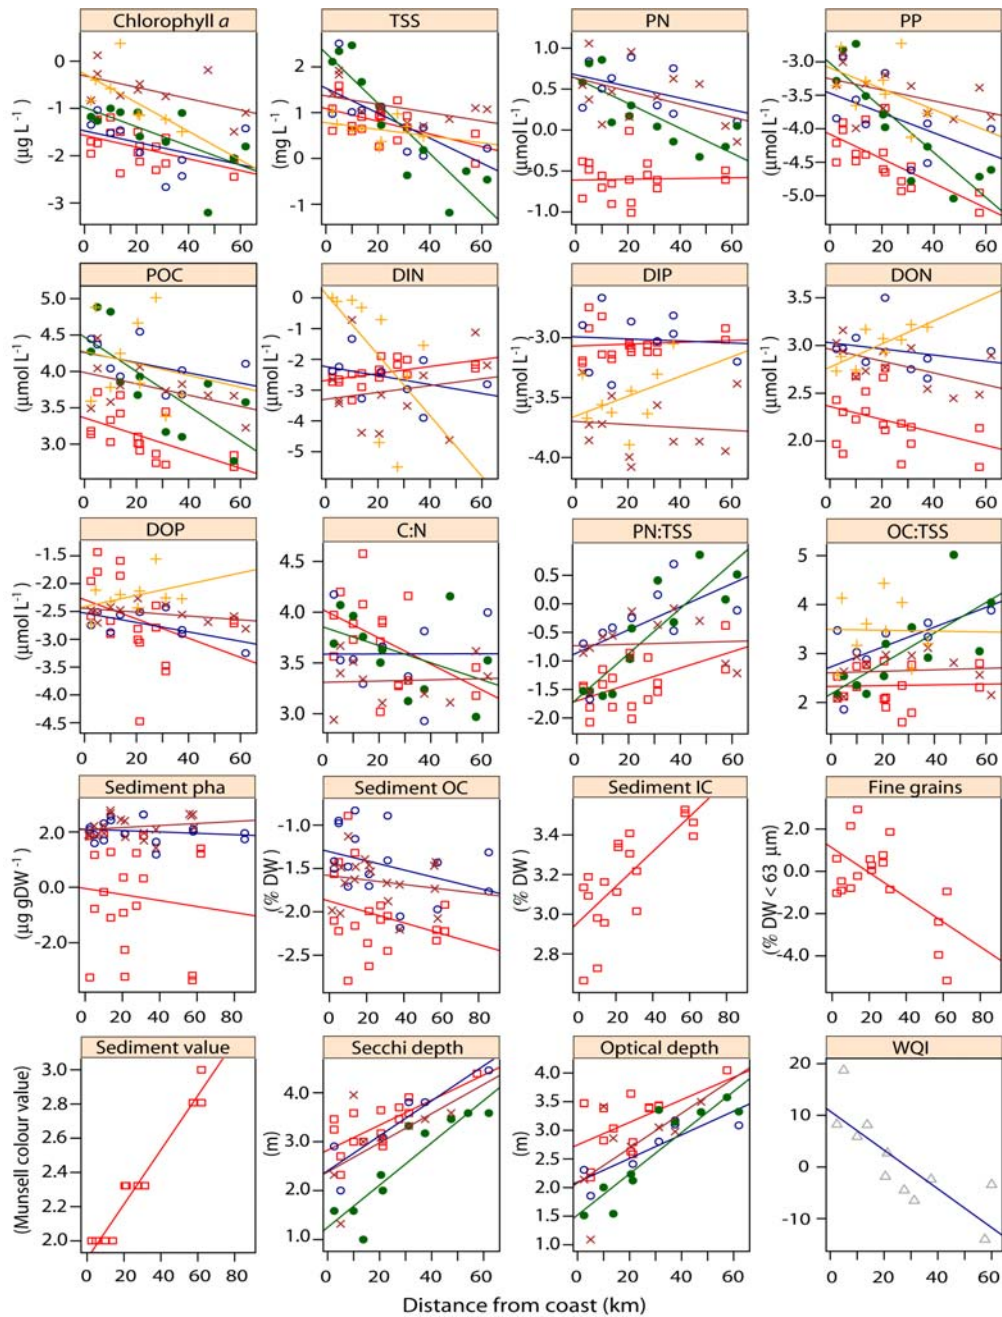 Chlorophyll a TSS PN PP
(µg L⁻¹)
0
-1
-2
-3
0 20 40 60
(mg L⁻¹)
2
1
-1
0 20 40 60
(µmol L⁻¹)
1.0
0.5
0.0
-0.5
-1.0
0 20 40 60
(µmol L⁻¹)
-3.0
-3.5
-4.0
-4.5
-5.0
0 20 40 60
POC DIN DIP DON
(µmol L⁻¹)
5.0
4.5
4.0
3.5
3.0
0 20 40 60
(µmol L⁻¹)
0
-1
-2
-3
-5
0 20 40 60
(µmol L⁻¹)
-3.0
-3.5
-4.0
0 20 40 60
(µmol L⁻¹)
3.5
3.0
2.5
2.0
0 20 40 60
DOP C:N PN:TSS OC:TSS
(µmol L⁻¹)
-1.5
-2.0
-2.5
-3.0
-3.5
-4.0
-4.5
0 20 40 60
4.5
4.0
3.5
3.0
0 20 40 60
0.5
0.0
-0.5
-1.0
-1.5
-2.0
0 20 40 60
5
4
3
2
0 20 40 60
Sediment pha Sediment OC Sediment IC Fine grains
(µg gDW⁻¹)
2.0
0.0
-2.0
0 20 40 60 80
(% DW)
-1.0
-1.5
-2.0
-2.5
0 20 40 60 80
(% DW)
3.4
3.2
3.0
2.8
0 20 40 60 80
(% DW < 63 µm)
2.0
0.0
-2.0
-4.0
0 20 40 60 80
Sediment value Secchi depth Optical depth WQI
(Munsell colour value)
3.0
2.8
2.6
2.4
2.2
2.0
0 20 40 60 80
(m)
4.0
3.0
2.0
1.0
0 20 40 60
(m)
4.0
3.5
3.0
2.5
2.0
1.5
1.0
0 20 40 60
20
10
0
-10
0 20 40 60
Distance from coast (km)